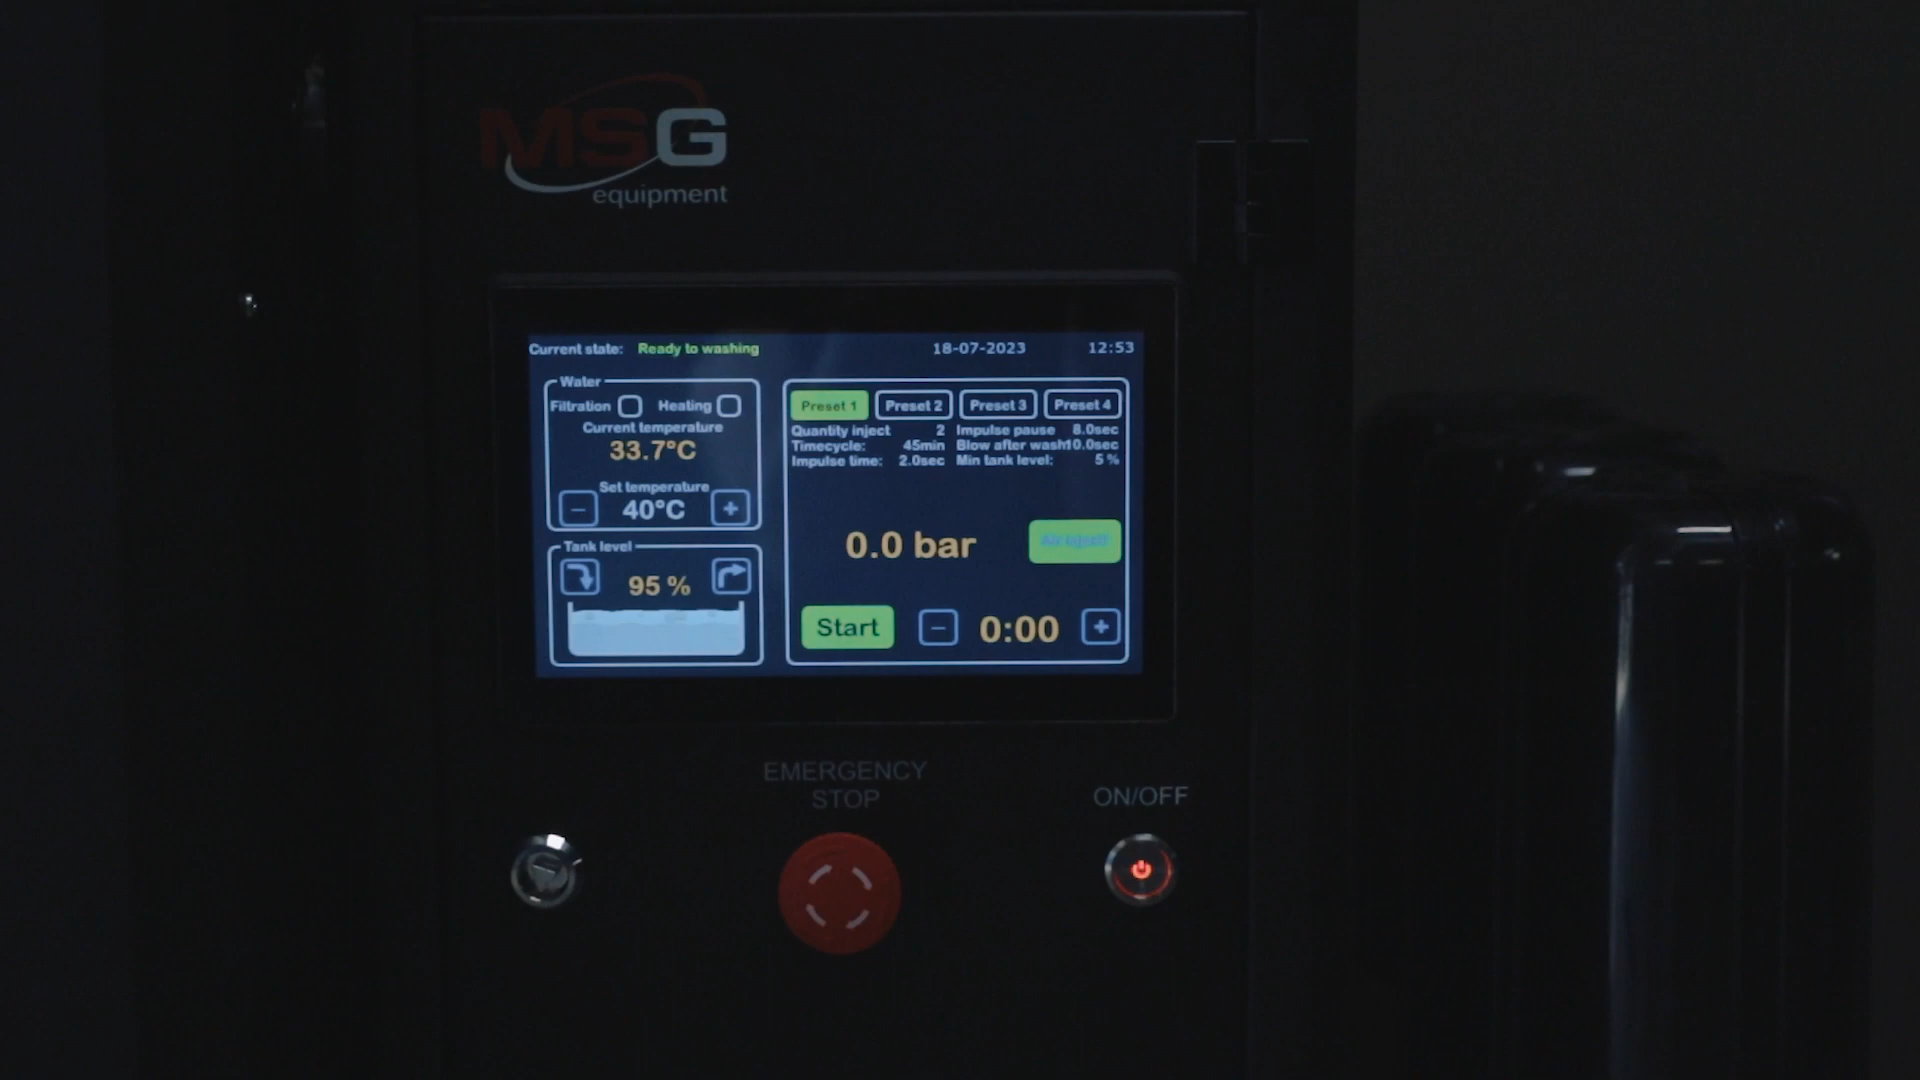 MSG
equipment
Current state: Ready to washing 18-07-2023 12:53
Water
Filtration Heating
Current temperature
33.7°C
Set temperature
− 40°C +
Tank level
95 %
Preset 1 Preset 2 Preset 3 Preset 4
Quantity inject 2 Impulse pause 8.0sec
Timecycle: 45min Blow after wash10.0sec
Impulse time: 2.0sec Min tank level: 5 %
0.0 bar
Start − 0:00 +
EMERGENCY
STOP
ON/OFF